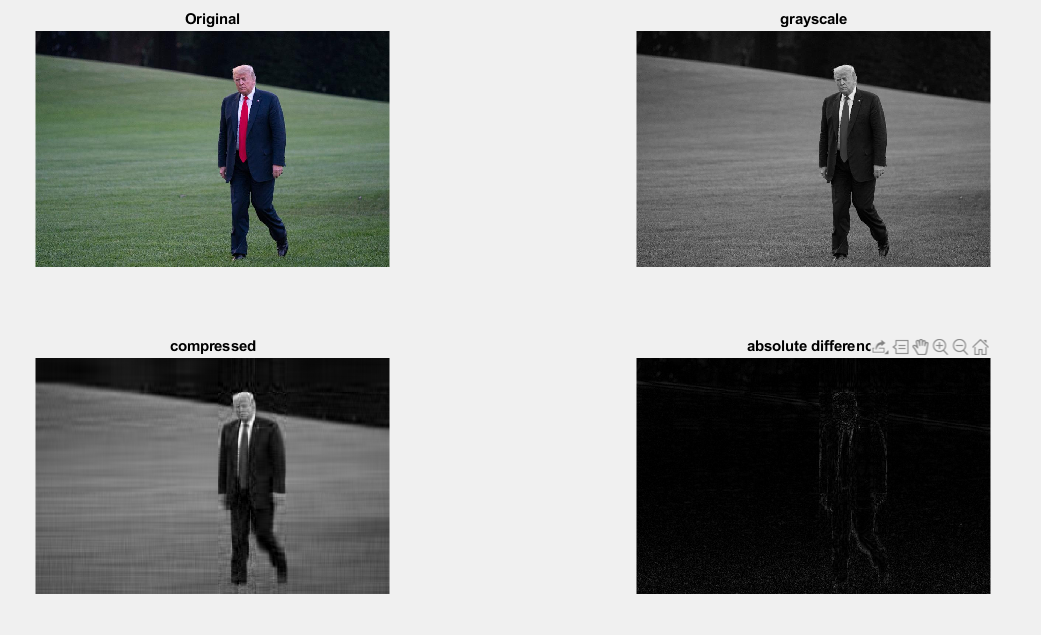 Original
grayscale
compressed
absolute differenc